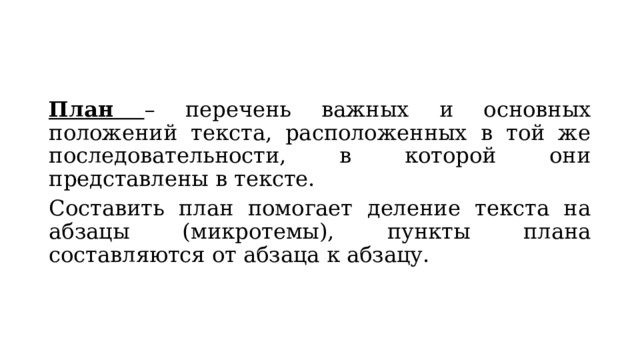 План – перечень важных и основных
положений текста, расположенных в той же
последовательности, в которой они
представлены в тексте.
Составить план помогает деление текста на
абзацы (микротемы), пункты плана
составляются от абзаца к абзацу.